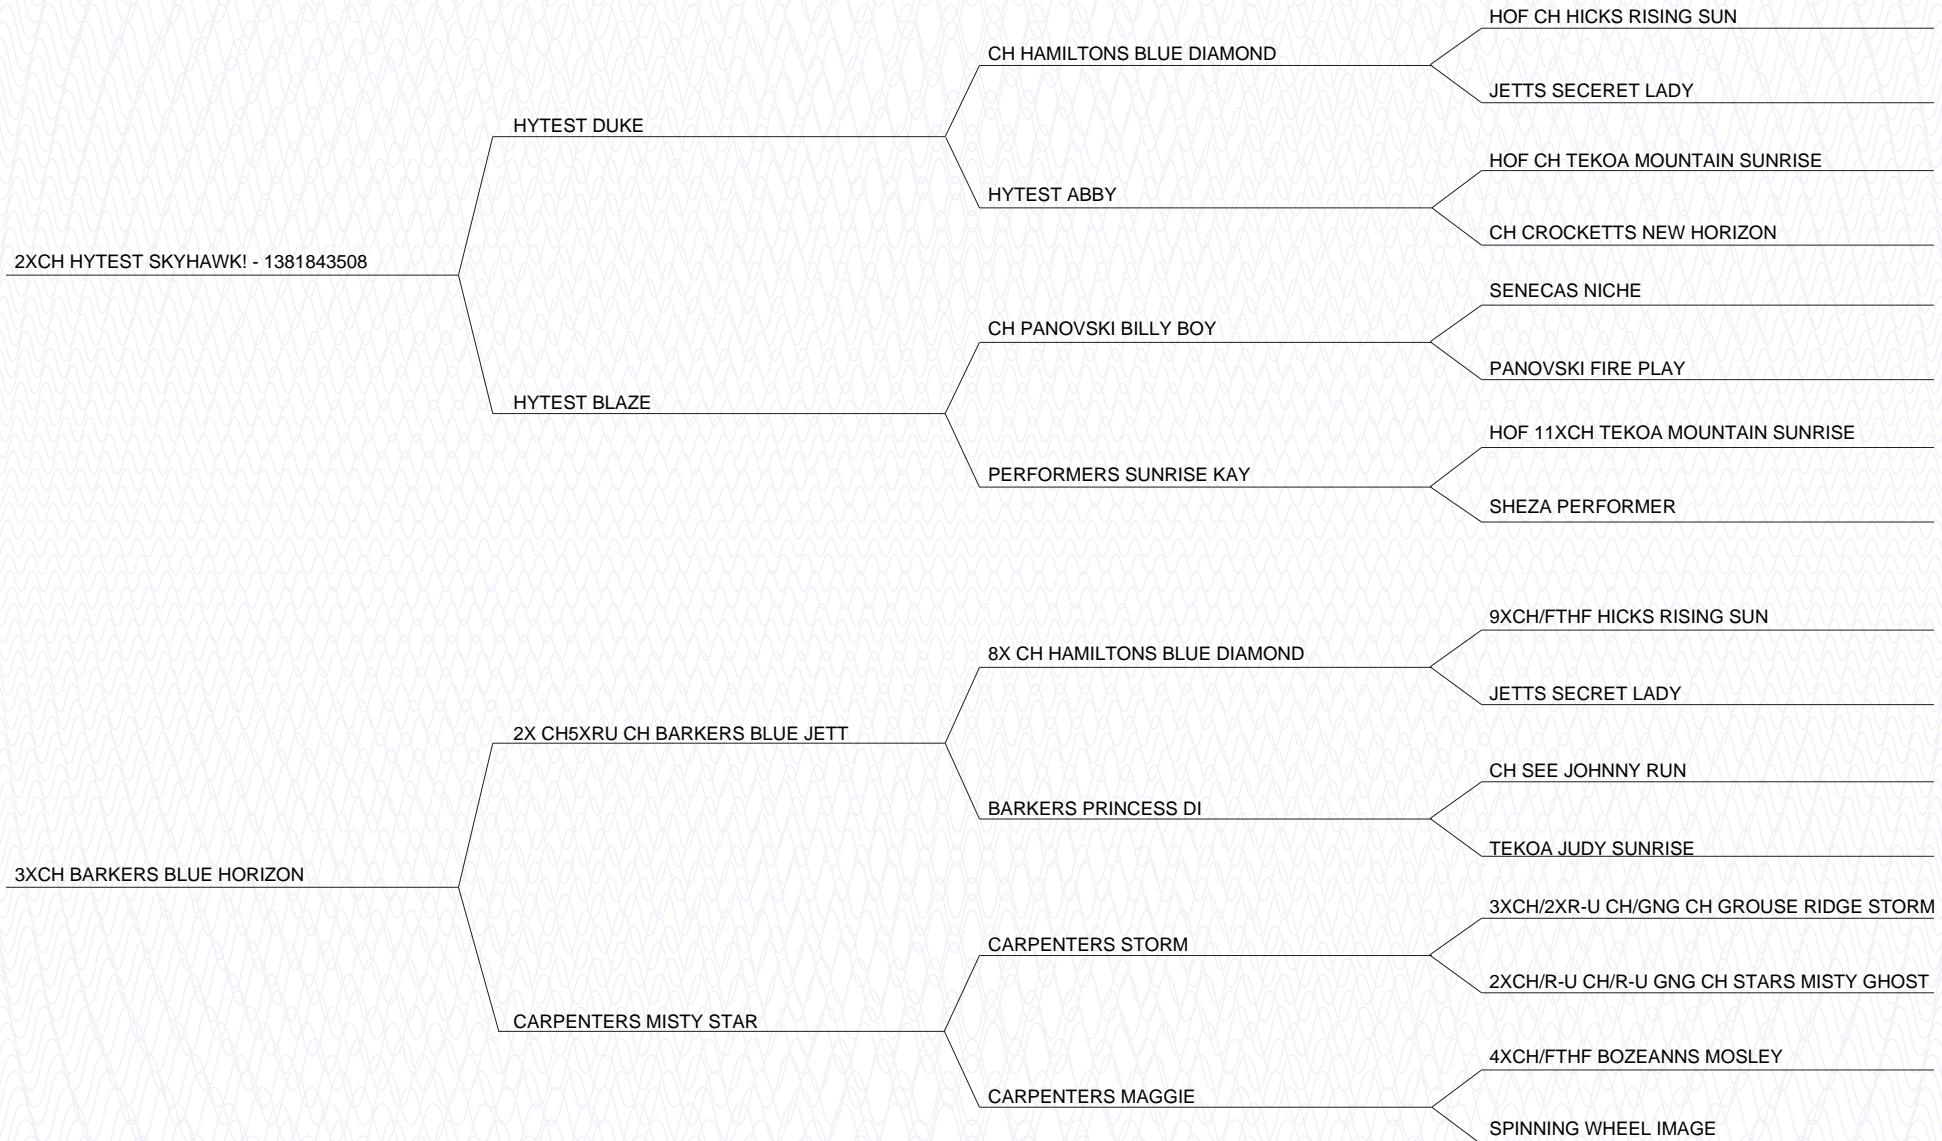 HOF CH HICKS RISING SUN
CH HAMILTONS BLUE DIAMOND
JETTS SECERET LADY
HYTEST DUKE
HOF CH TEKOA MOUNTAIN SUNRISE
HYTEST ABBY
CH CROCKETTS NEW HORIZON
2XCH HYTEST SKYHAWK! - 1381843508
SENECAS NICHE
CH PANOVSKI BILLY BOY
PANOVSKI FIRE PLAY
HYTEST BLAZE
HOF 11XCH TEKOA MOUNTAIN SUNRISE
PERFORMERS SUNRISE KAY
SHEZA PERFORMER
9XCH/FTHF HICKS RISING SUN
8X CH HAMILTONS BLUE DIAMOND
JETTS SECRET LADY
2X CH5XRU CH BARKERS BLUE JETT
CH SEE JOHNNY RUN
BARKERS PRINCESS DI
TEKOA JUDY SUNRISE
3XCH BARKERS BLUE HORIZON
3XCH/2XR-U CH/GNG CH GROUSE RIDGE STORM
CARPENTERS STORM
2XCH/R-U CH/R-U GNG CH STARS MISTY GHOST
CARPENTERS MISTY STAR
4XCH/FTHF BOZEANNS MOSLEY
CARPENTERS MAGGIE
SPINNING WHEEL IMAGE